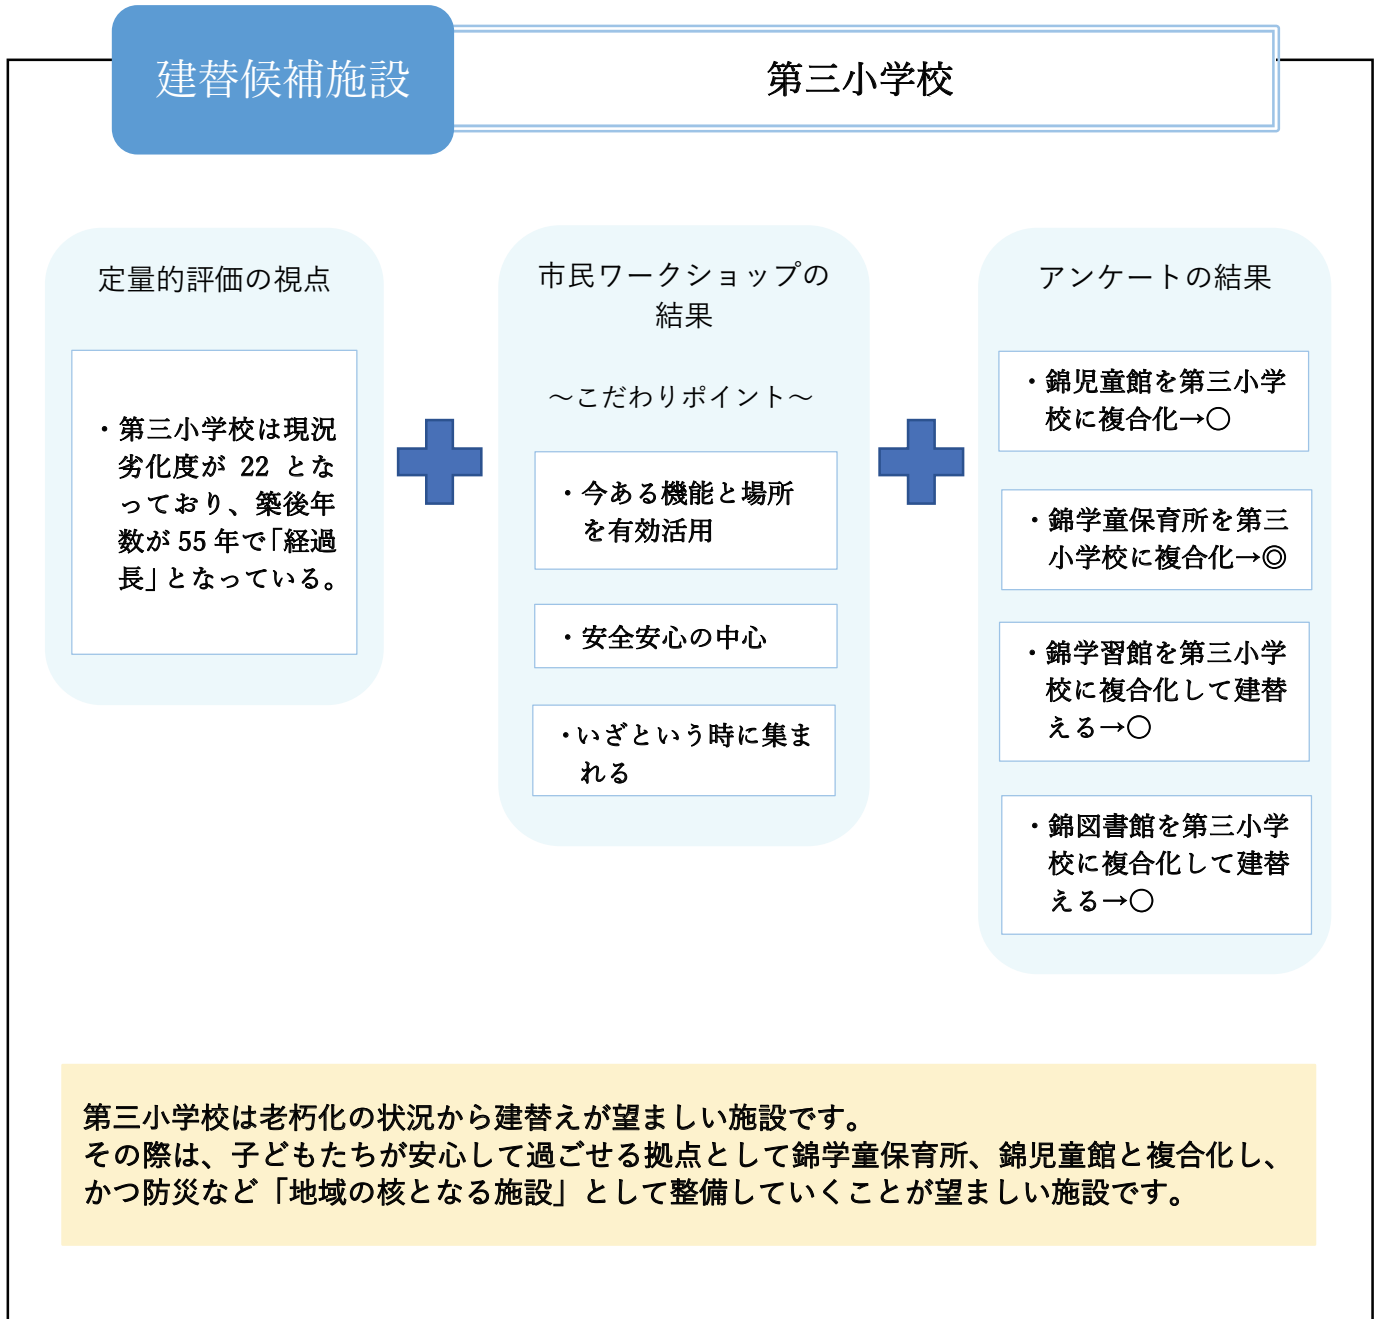 建替候補施設
第三小学校
定量的評価の視点
・第三小学校は現況
劣化度が 22 とな
っており、築後年
数が 55 年で「経過
長」となっている。
市民ワークショップの
結果
～こだわりポイント～
・今ある機能と場所
を有効活用
・安全安心の中心
・いざという時に集ま
れる
アンケートの結果
・錦児童館を第三小学
校に複合化→○
・錦学童保育所を第三
小学校に複合化→◎
・錦学習館を第三小学
校に複合化して建替
える→○
・錦図書館を第三小学
校に複合化して建替
える→○
第三小学校は老朽化の状況から建替えが望ましい施設です。
その際は、子どもたちが安心して過ごせる拠点として錦学童保育所、錦児童館と複合化し、
かつ防災など「地域の核となる施設」として整備していくことが望ましい施設です。